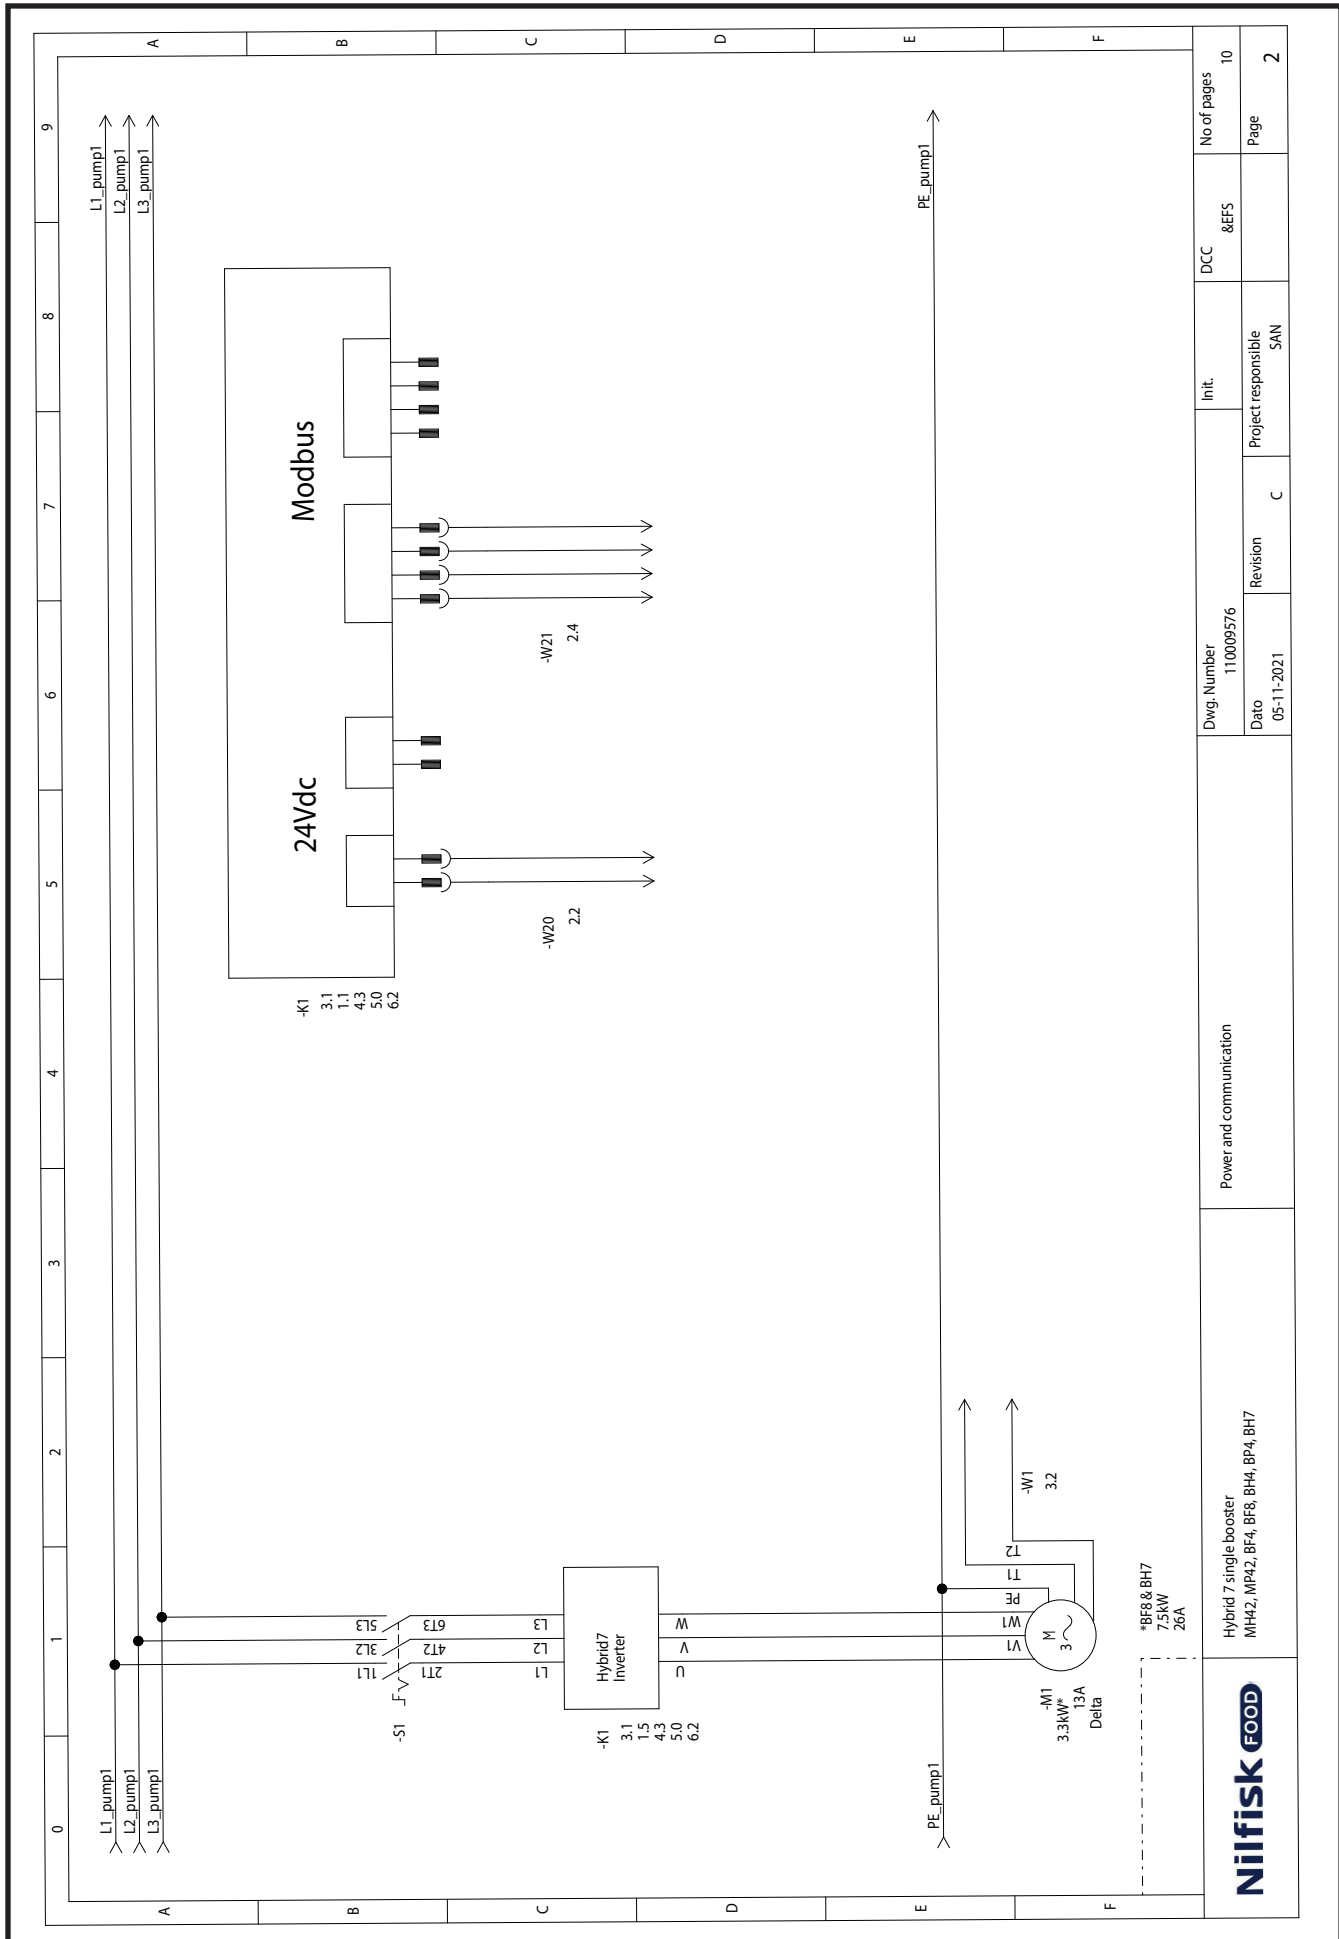 0
1
2
3
4
5
6
7
8
9
A
A
B
B
C
C
D
D
E
E
F
F
L1_pump1
L2_pump1
L3_pump1
L1_pump1
L2_pump1
L3_pump1
24Vdc
Modbus
-K1
3.1
1.1
4.3
5.0
6.2
-S1
1L1
3L2
5L3
2T1
4T2
6T3
L1
L2
L3
-K1
3.1
1.5
4.3
5.0
6.2
Hybrid7
Inverter
U
V
W
-W20
2.2
-W21
2.4
PE_pump1
PE_pump1
V1
W1
PE
T1
T2
-M1
3.3kW*
13A
Delta
M
3
-W1
3.2
*BF8 & BH7
7.5kW
26A
Nilfisk FOOD
Hybrid 7 single booster
MH42, MP42, BF4, BF8, BH4, BP4, BH7
Power and communication
Dwg. Number
110009576
Init.
DCC
&EFS
No of pages
10
Dato
05-11-2021
Revision
C
Project responsible
SAN
Page
2